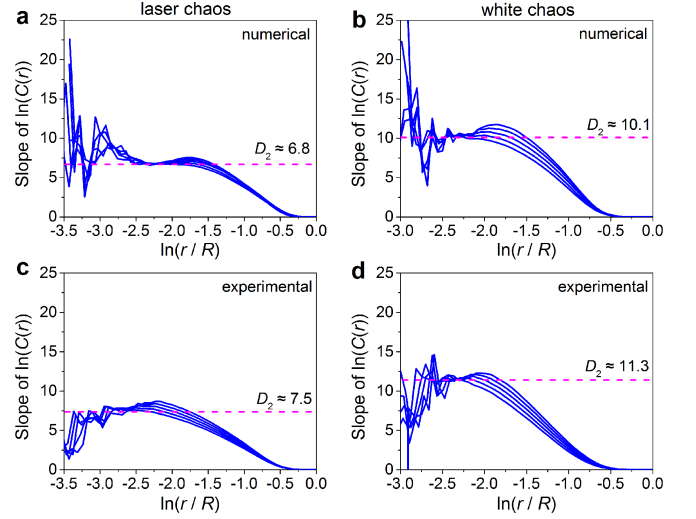 laser chaos
white chaos
a
numerical
D2 ≈ 6.8
Slope of ln(C(r))
25
20
15
10
5
0
-3.5 -3.0 -2.5 -2.0 -1.5 -1.0 -0.5 0.0
ln(r / R)
b
numerical
D2 ≈ 10.1
Slope of ln(C(r))
25
20
15
10
5
0
-3.0 -2.5 -2.0 -1.5 -1.0 -0.5 0.0
ln(r / R)
c
experimental
D2 ≈ 7.5
Slope of ln(C(r))
25
20
15
10
5
0
-3.5 -3.0 -2.5 -2.0 -1.5 -1.0 -0.5 0.0
ln(r / R)
d
experimental
D2 ≈ 11.3
Slope of ln(C(r))
25
20
15
10
5
0
-3.0 -2.5 -2.0 -1.5 -1.0 -0.5 0.0
ln(r / R)